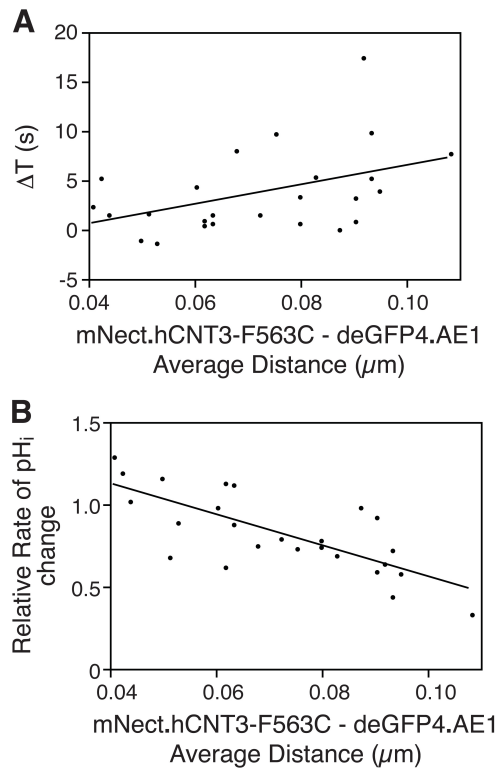 A
20
15
10
5
0
-5
ΔT (s)
0.04 0.06 0.08 0.10
mNect.hCNT3-F563C - deGFP4.AE1
Average Distance (µm)
B
1.5
1.0
0.5
0
Relative Rate of pHi
change
0.04 0.06 0.08 0.10
mNect.hCNT3-F563C - deGFP4.AE1
Average Distance (µm)